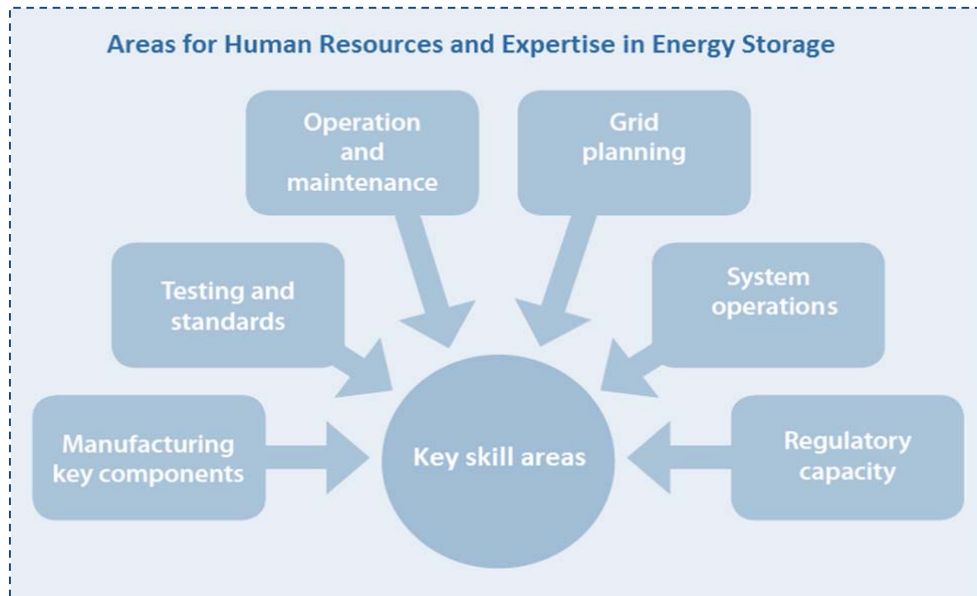 Areas for Human Resources and Expertise in Energy Storage
Operation
and
maintenance
Grid
planning
Testing and
standards
System
operations
Manufacturing
key components
Key skill areas
Regulatory
capacity